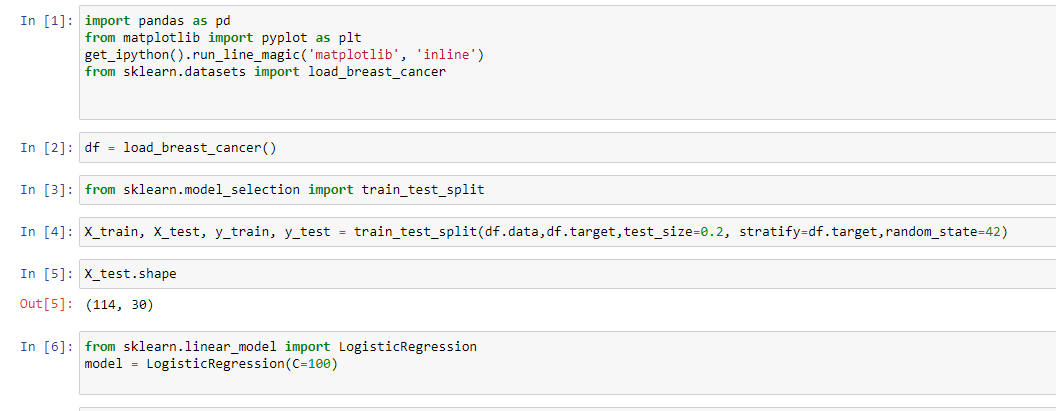 In [1]: import pandas as pd
from matplotlib import pyplot as plt
get_ipython().run_line_magic('matplotlib', 'inline')
from sklearn.datasets import load_breast_cancer
In [2]: df = load_breast_cancer()
In [3]: from sklearn.model_selection import train_test_split
In [4]: X_train, X_test, y_train, y_test = train_test_split(df.data,df.target,test_size=0.2, stratify=df.target,random_state=42)
In [5]: X_test.shape
Out[5]: (114, 30)
In [6]: from sklearn.linear_model import LogisticRegression
model = LogisticRegression(C=100)